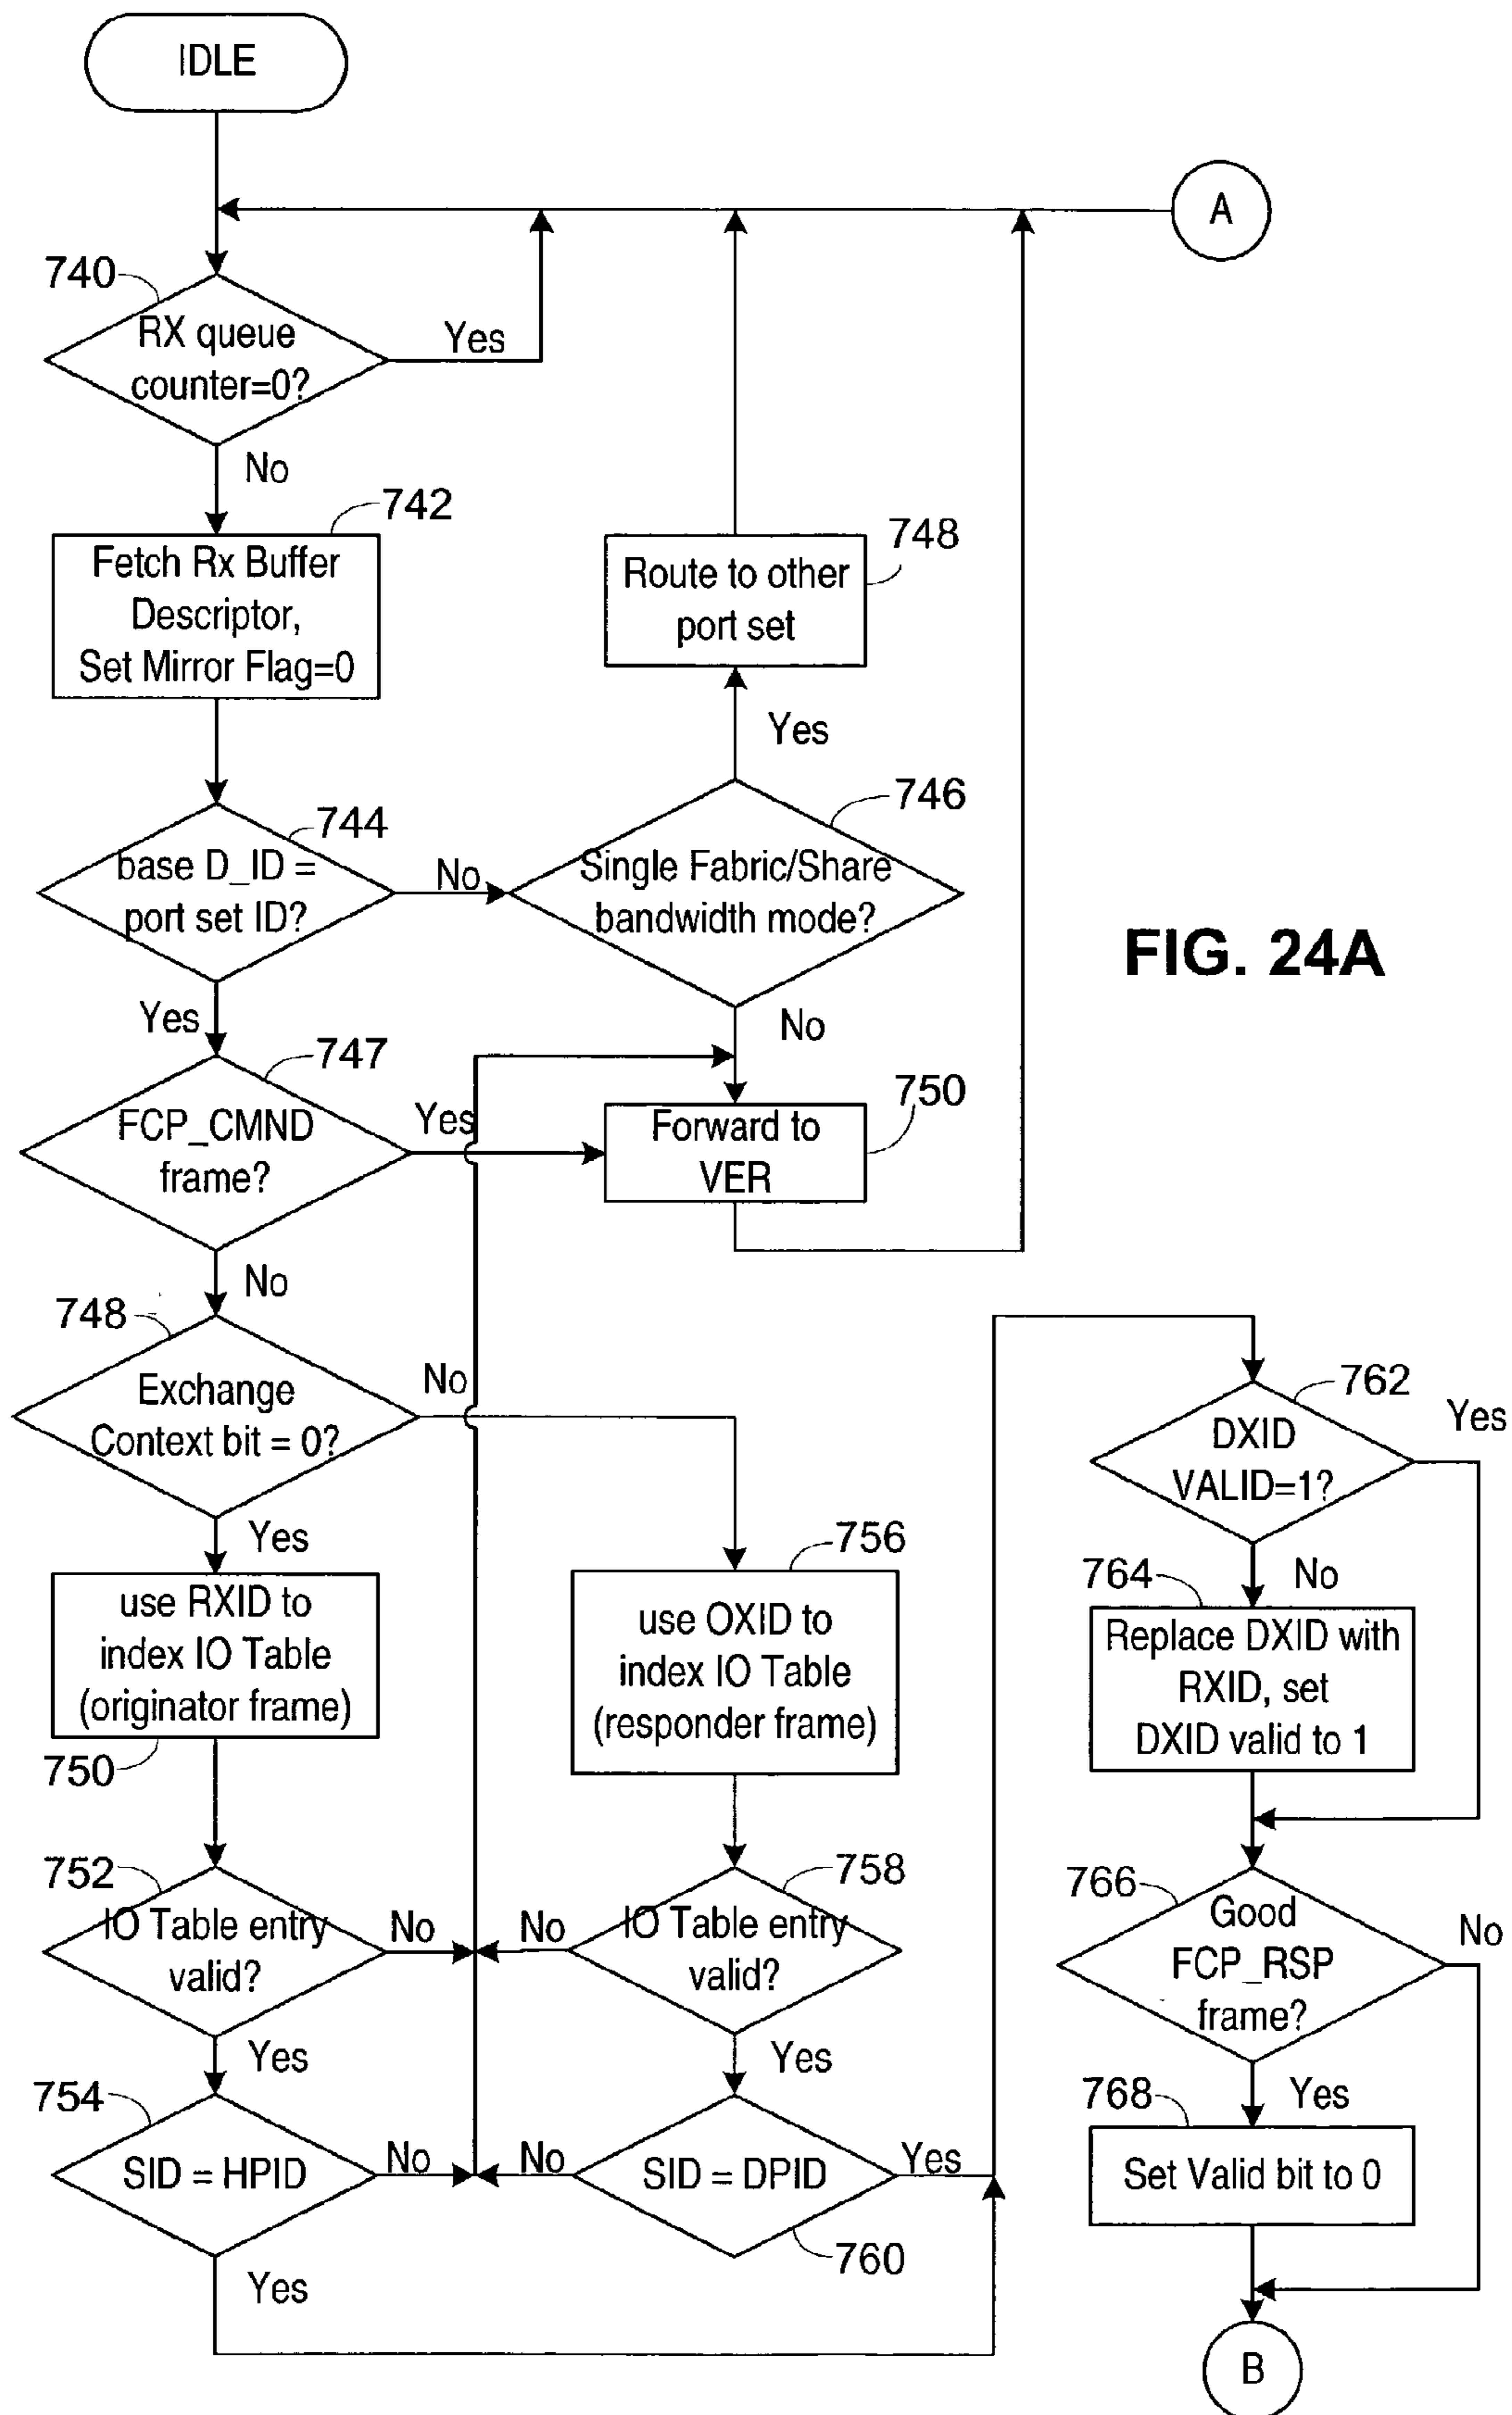 IDLE
A
740
RX queue
counter=0?
Yes
No
742
Fetch Rx Buffer
Descriptor,
Set Mirror Flag=0
748
Route to other
port set
Yes
744
base D_ID =
port set ID?
No
746
Single Fabric/Share
bandwidth mode?
FIG. 24A
Yes
No
747
FCP_CMND
frame?
Yes
750
Forward to
VER
No
748
Exchange
Context bit = 0?
No
Yes
use RXID to
index IO Table
(originator frame)
750
756
use OXID to
index IO Table
(responder frame)
752
IO Table entry
valid?
No
No
758
IO Table entry
valid?
Yes
Yes
754
SID = HPID
No
No
SID = DPID
Yes
760
Yes
762
DXID
VALID=1?
Yes
No
764
Replace DXID with
RXID, set
DXID valid to 1
766
Good
FCP_RSP
frame?
No
Yes
768
Set Valid bit to 0
B